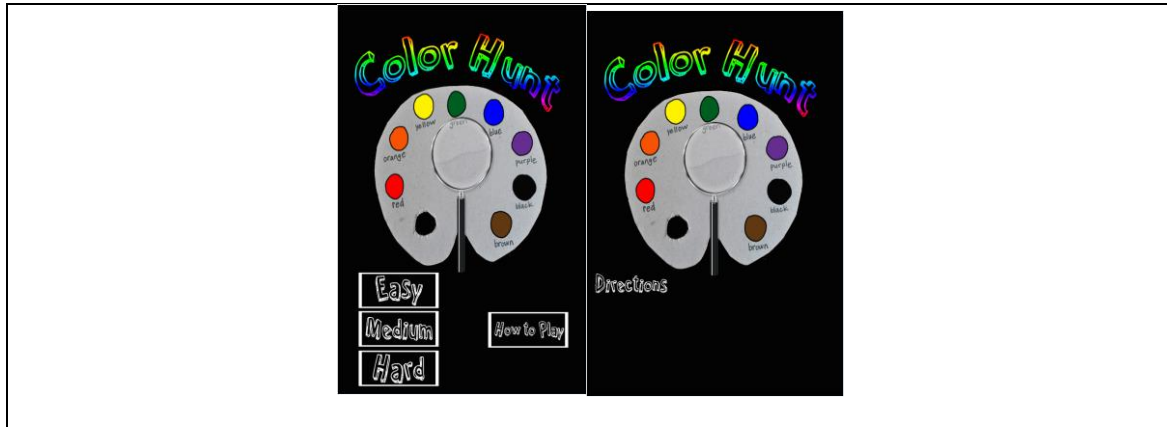 Color Hunt
yellow
green
blue
orange
purple
red
black
brown
Easy
Medium
How to Play
Hard
Color Hunt
yellow
green
blue
orange
purple
red
black
brown
Directions